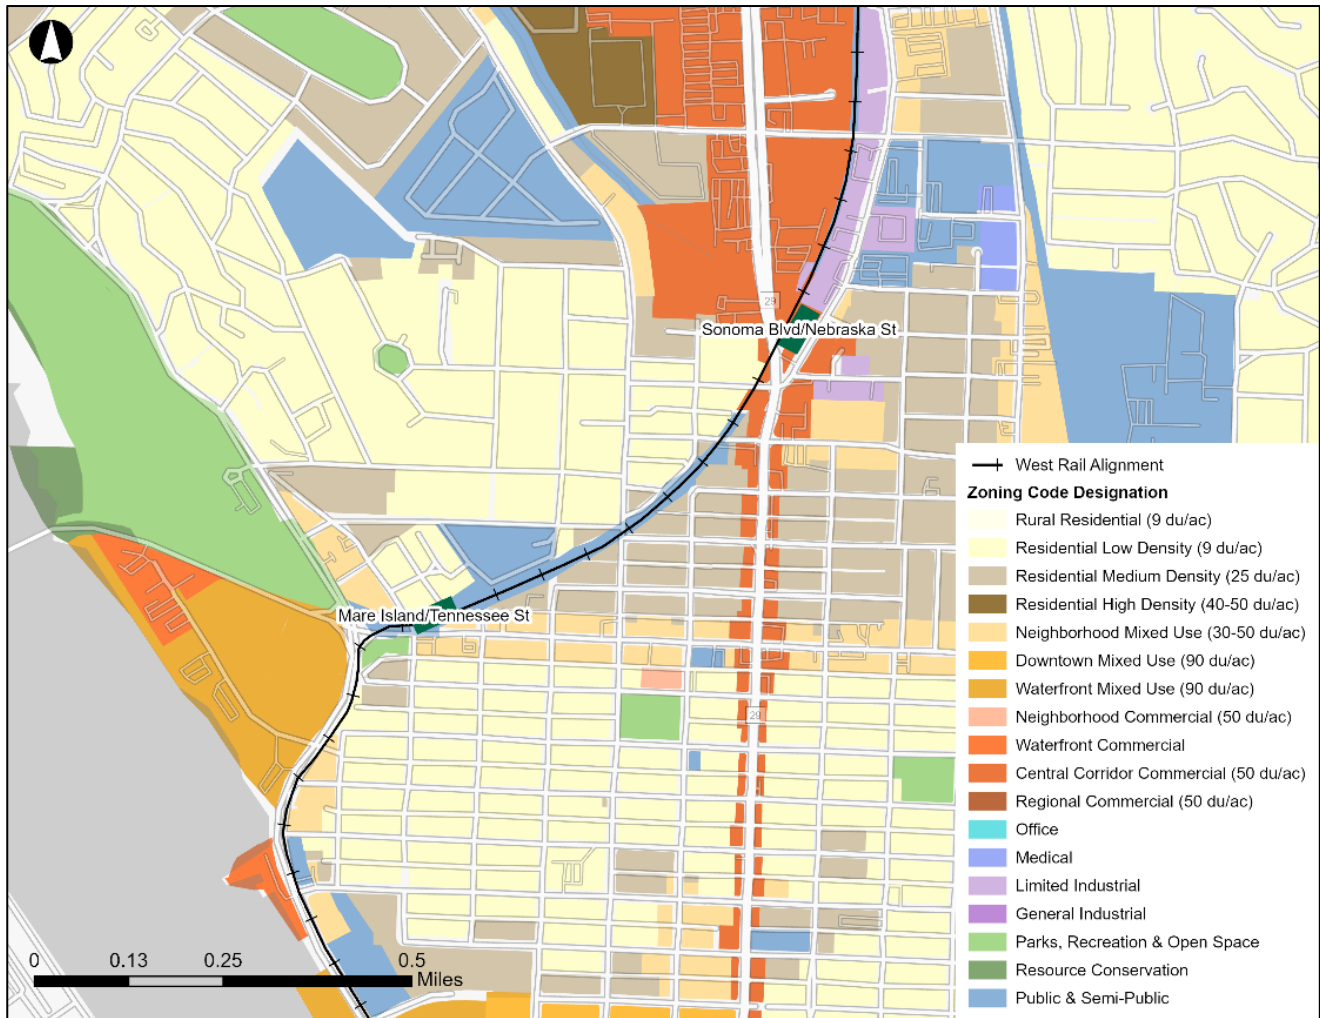 29
Sonoma Blvd/Nebraska St
West Rail Alignment
Zoning Code Designation
Rural Residential (9 du/ac)
Residential Low Density (9 du/ac)
Residential Medium Density (25 du/ac)
Residential High Density (40-50 du/ac)
Mare Island/Tennessee St
Neighborhood Mixed Use (30-50 du/ac)
Downtown Mixed Use (90 du/ac)
Waterfront Mixed Use (90 du/ac)
29
Neighborhood Commercial (50 du/ac)
Waterfront Commercial
Central Corridor Commercial (50 du/ac)
Regional Commercial (50 du/ac)
Office
Medical
Limited Industrial
General Industrial
Parks, Recreation & Open Space
Resource Conservation
Public & Semi-Public
0 0.13 0.25 0.5
Miles